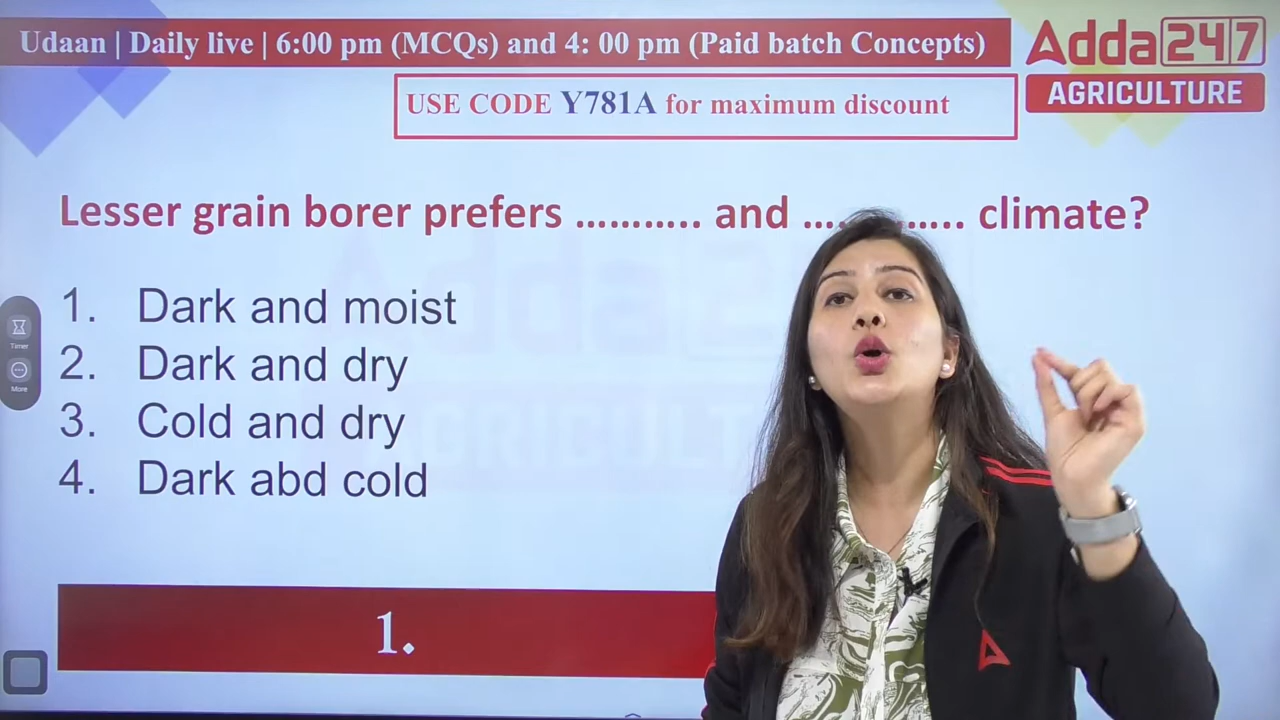 Udaan | Daily live | 6:00 pm (MCQs) and 4: 00 pm (Paid batch Concepts)
Adda247
AGRICULTURE
USE CODE Y781A for maximum discount
Lesser grain borer prefers ……….. and ………….. climate?
1. Dark and moist
2. Dark and dry
3. Cold and dry
4. Dark abd cold
Timer
More
1.